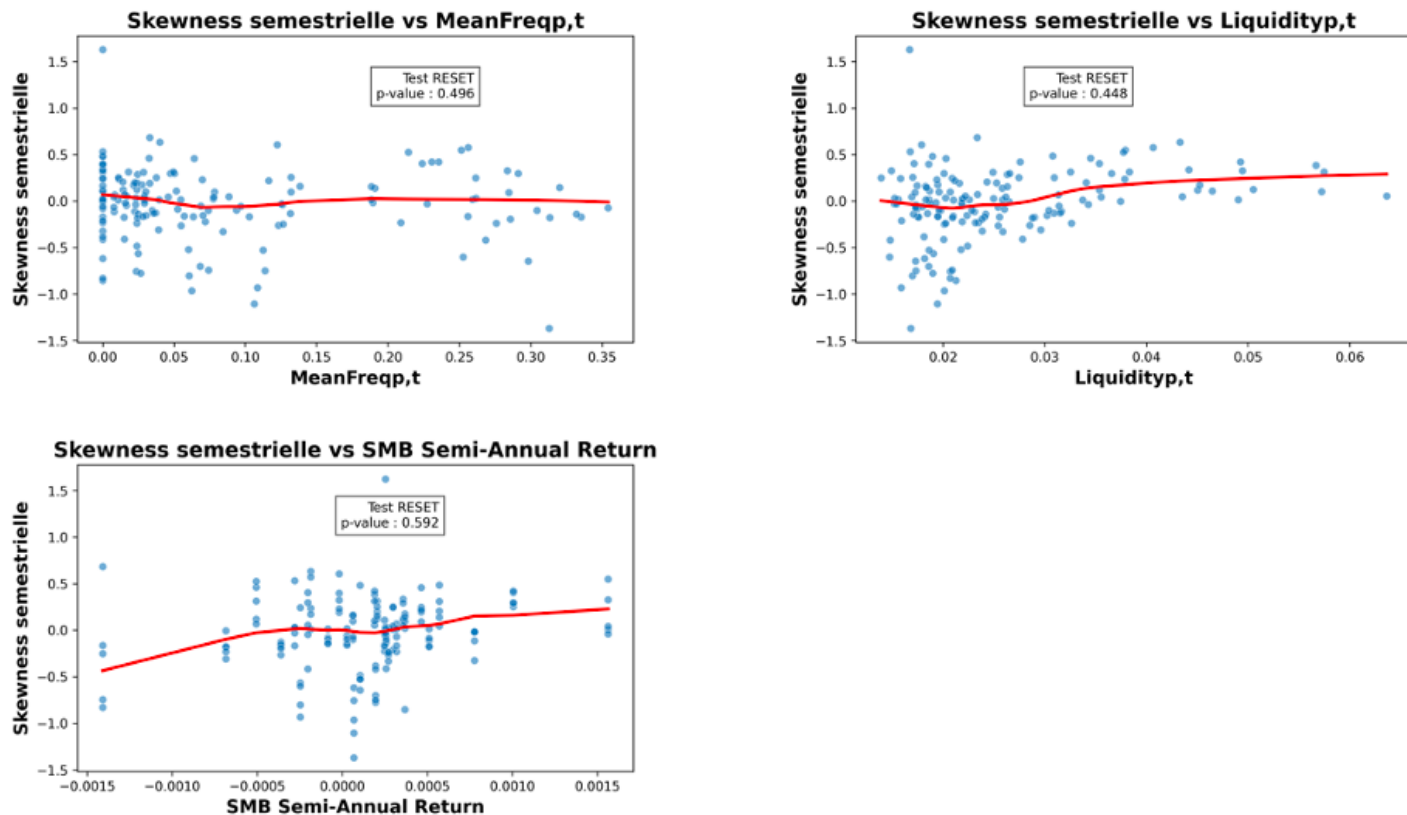 Skewness semestrielle vs MeanFreqp,t
Skewness semestrielle
1.5
1.0
0.5
0.0
−0.5
−1.0
−1.5
Test RESET
p-value : 0.496
0.00 0.05 0.10 0.15 0.20 0.25 0.30 0.35
MeanFreqp,t
Skewness semestrielle vs Liquidityp,t
Skewness semestrielle
1.5
1.0
0.5
0.0
−0.5
−1.0
−1.5
Test RESET
p-value : 0.448
0.02 0.03 0.04 0.05 0.06
Liquidityp,t
Skewness semestrielle vs SMB Semi-Annual Return
Skewness semestrielle
1.5
1.0
0.5
0.0
−0.5
−1.0
−1.5
Test RESET
p-value : 0.592
−0.0015 −0.0010 −0.0005 0.0000 0.0005 0.0010 0.0015
SMB Semi-Annual Return